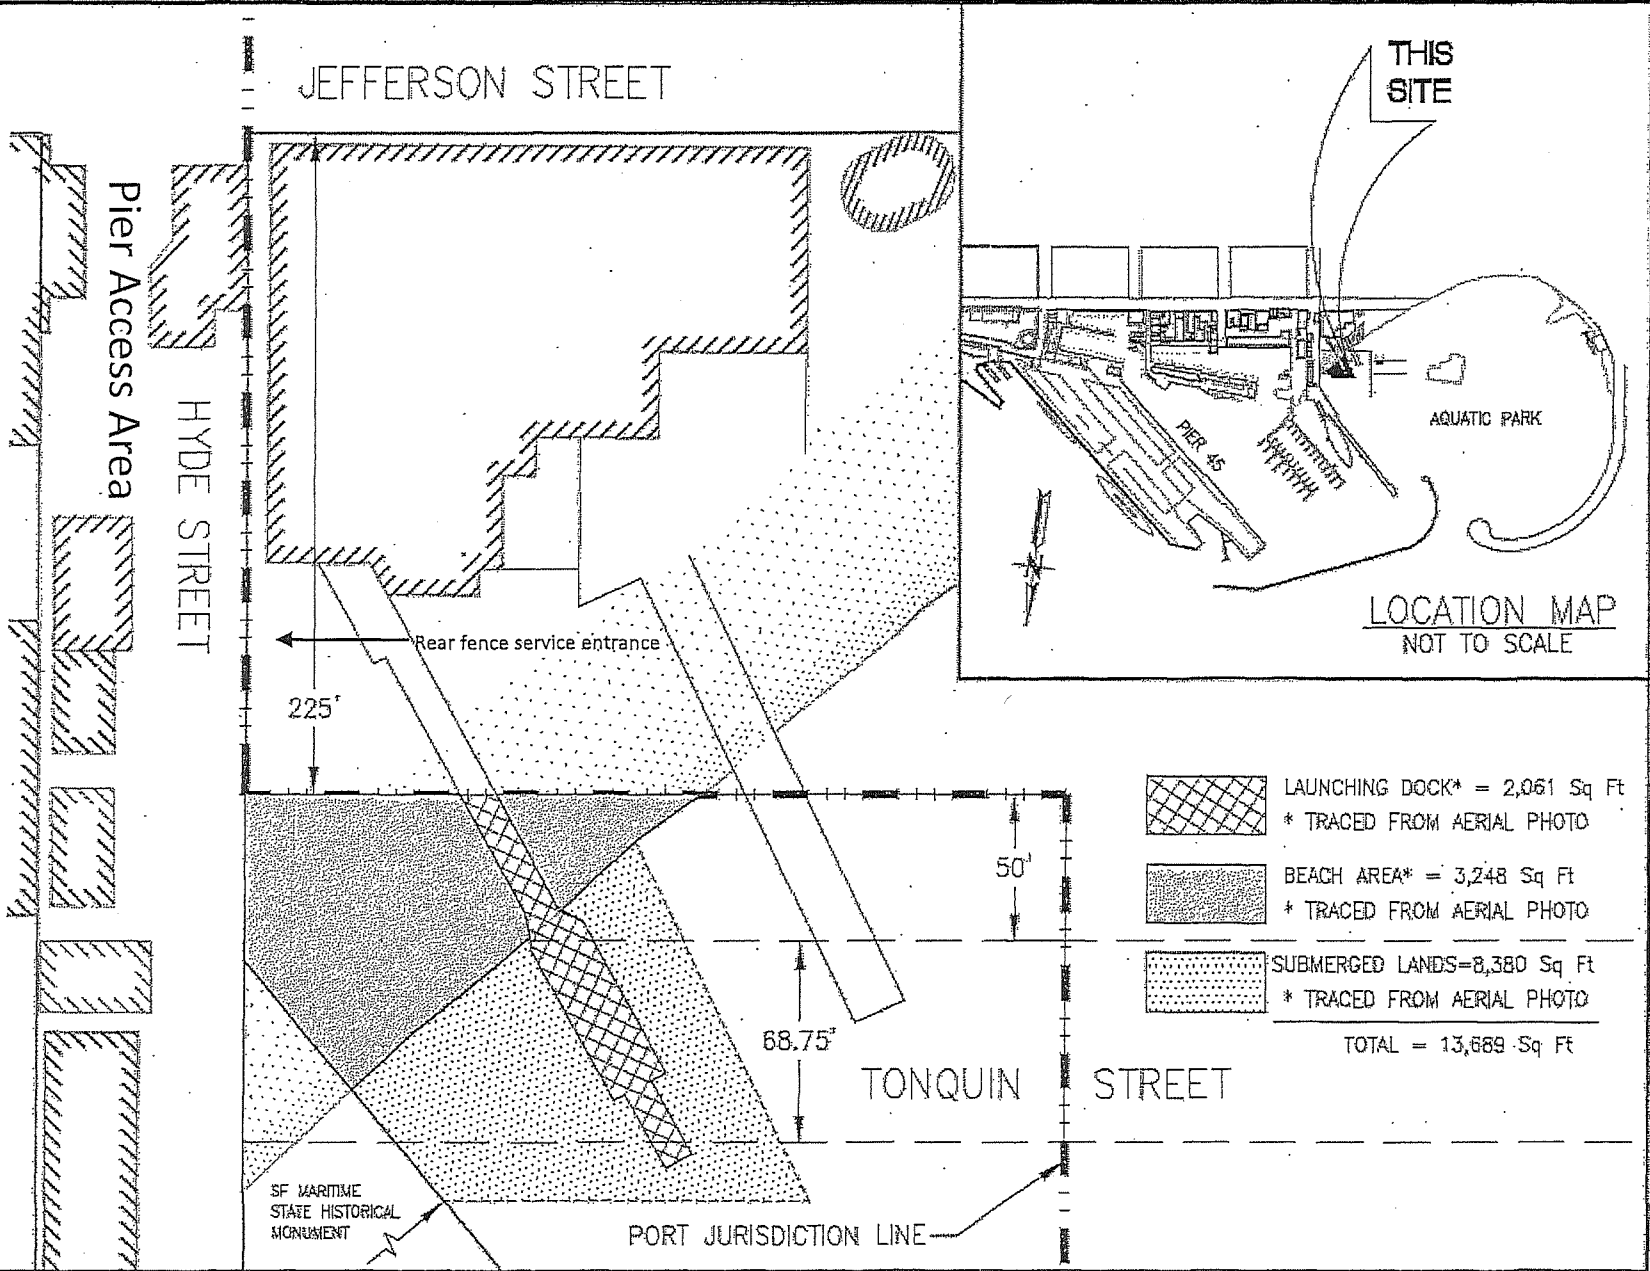 JEFFERSON STREET
THIS
SITE
Pier Access Area
HYDE STREET
AQUATIC PARK
PIER 45
N
LOCATION MAP
NOT TO SCALE
Rear fence service entrance
225'
LAUNCHING DOCK* = 2,061 Sq Ft
* TRACED FROM AERIAL PHOTO
50'
BEACH AREA* = 3,248 Sq Ft
* TRACED FROM AERIAL PHOTO
SUBMERGED LANDS=8,380 Sq Ft
* TRACED FROM AERIAL PHOTO
68.75'
TOTAL = 13,689 Sq Ft
TONQUIN STREET
SF MARITIME
STATE HISTORICAL
MONUMENT
PORT JURISDICTION LINE